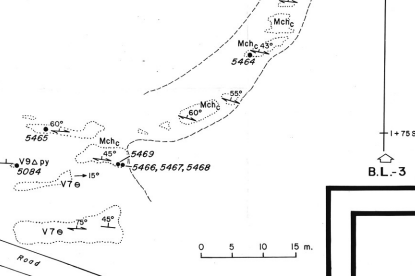 Mchc
43°
5464
55°
Mchc
60°
60°
5465
Mchc
1+75 S
5469
45°
V9 Δ py
5466, 5467, 5468
B.L.-3
5084
15°
V7 ⊖
75°
45°
V7 ⊖
0 5 10 15 m.
Road